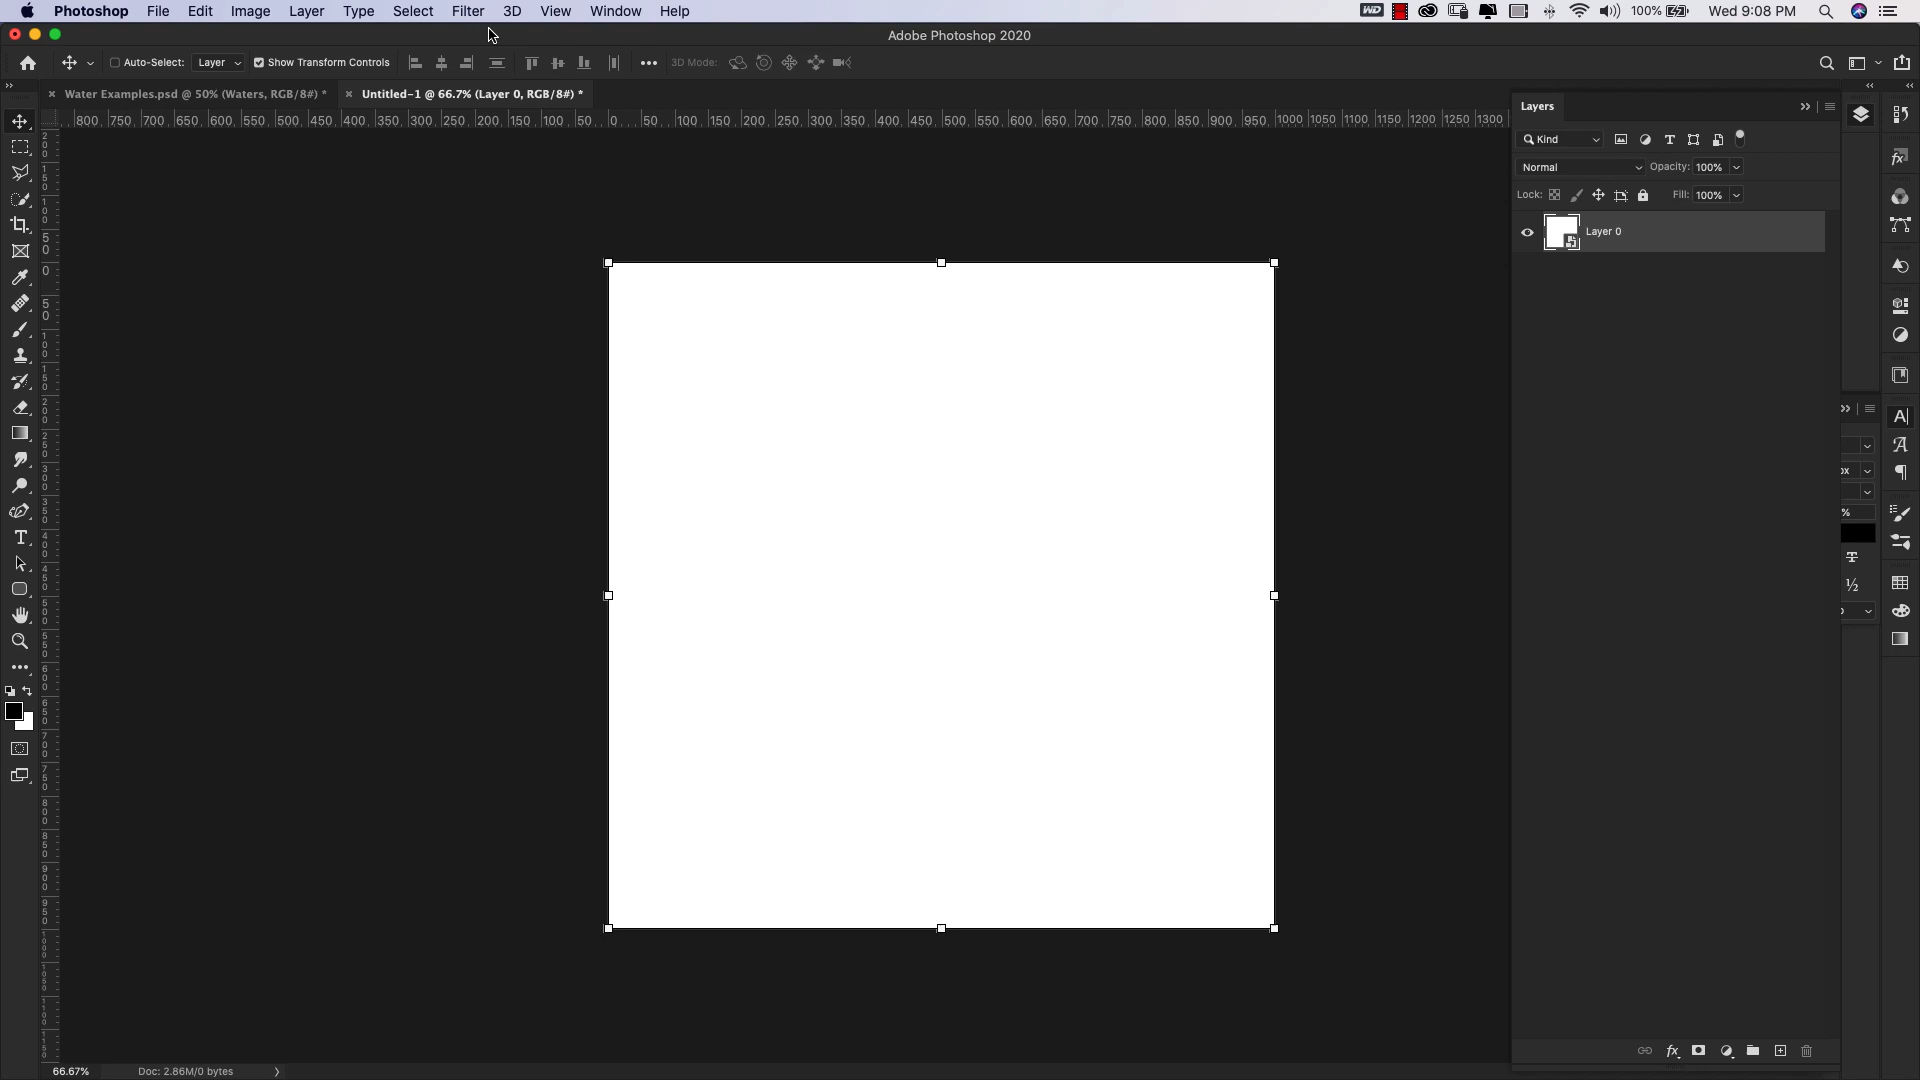 Photoshop File Edit Image Layer Type Select Filter 3D View Window Help 100% Wed 9:08 PM
Adobe Photoshop 2020
Auto-Select: Layer Show Transform Controls 3D Mode:
Water Examples.psd @ 50% (Waters, RGB/8#) * Untitled-1 @ 66.7% (Layer 0, RGB/8#) *
800 750 700 650 600 550 500 450 400 350 300 250 200 150 100 50 0 50 100 150 200 250 300 350 400 450 500 550 600 650 700 750 800 850 900 950 1000 1050 1100 1150 1200 1250 1300
Layers
Kind
Normal Opacity: 100%
Lock: Fill: 100%
Layer 0
66.67% Doc: 2.86M/0 bytes